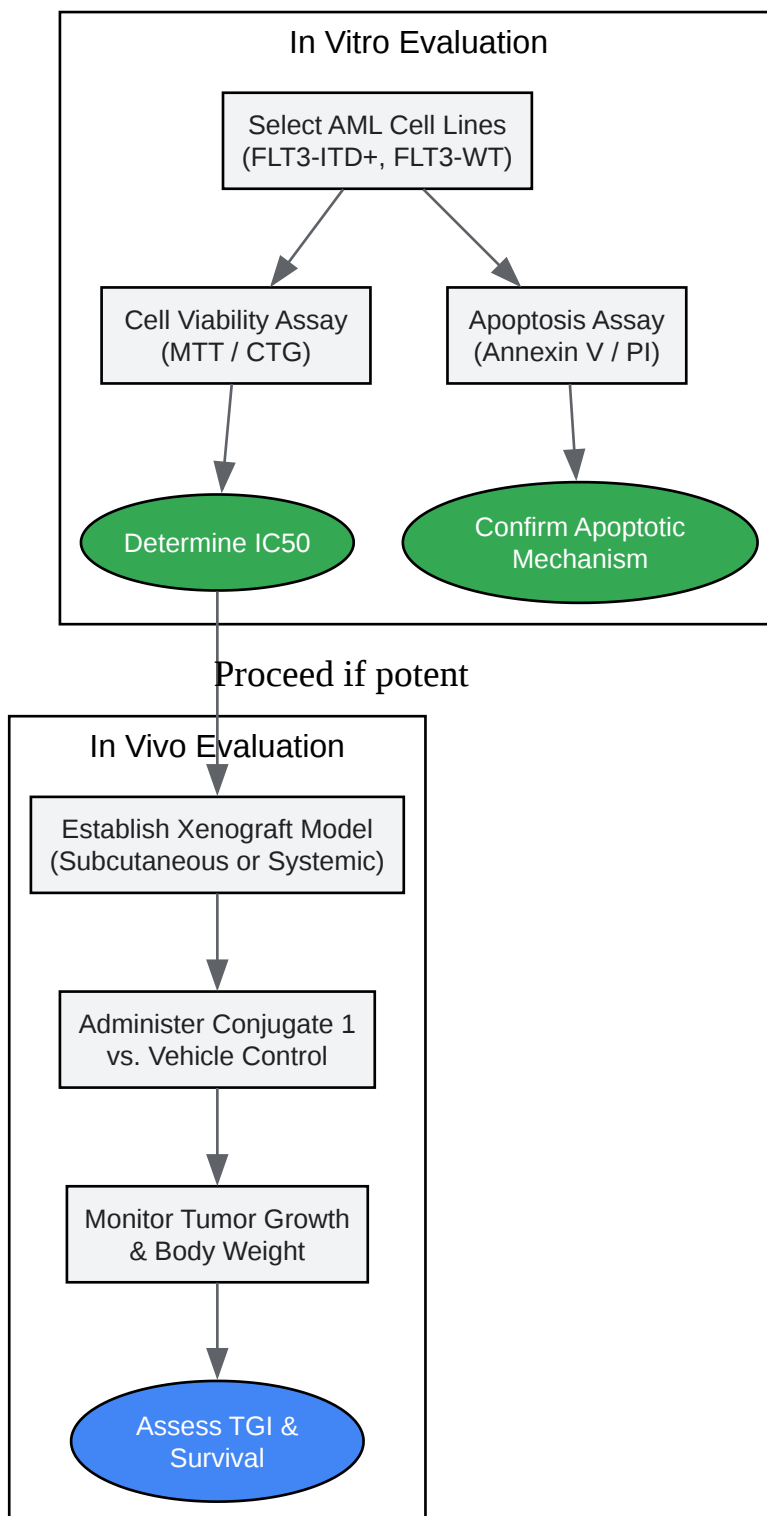 In Vitro Evaluation
Select AML Cell Lines
(FLT3-ITD+, FLT3-WT)
Cell Viability Assay
(MTT / CTG)
Apoptosis Assay
(Annexin V / PI)
Determine IC50
Confirm Apoptotic
Mechanism
Proceed if potent
In Vivo Evaluation
Establish Xenograft Model
(Subcutaneous or Systemic)
Administer Conjugate 1
vs. Vehicle Control
Monitor Tumor Growth
& Body Weight
Assess TGI &
Survival